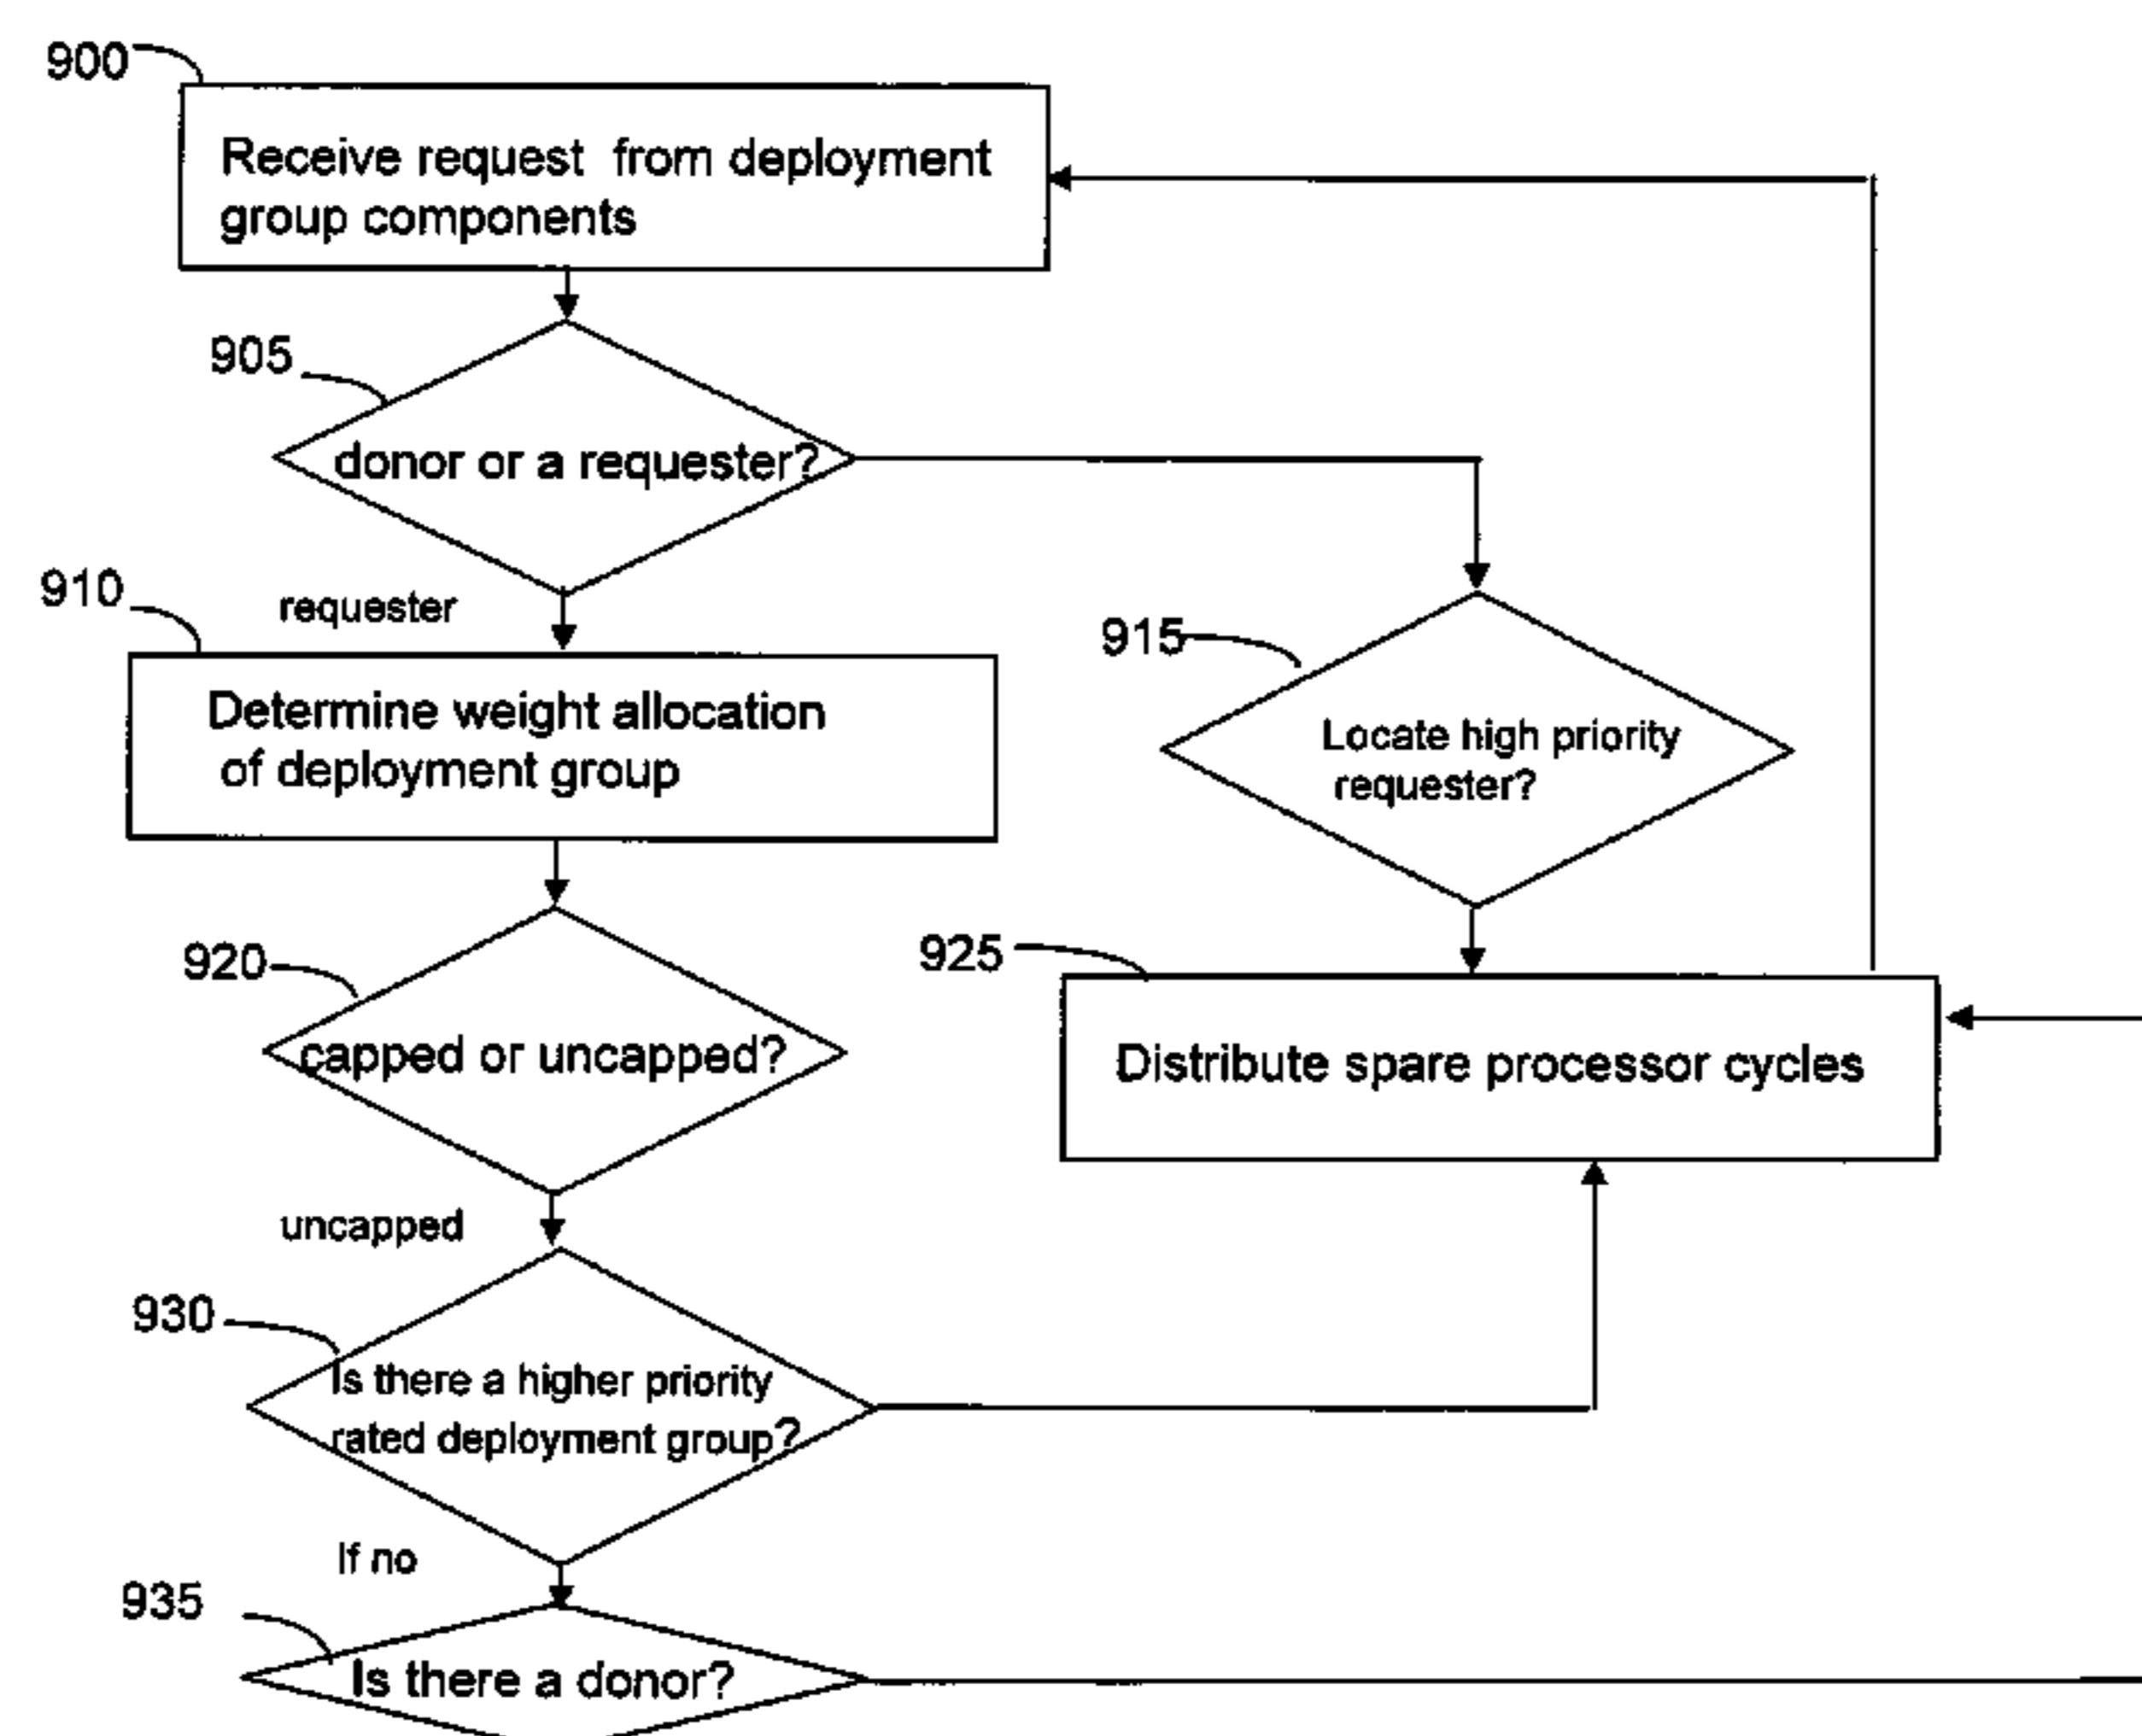 900
Receive request from deployment
group components
905
donor or a requester?
requester
910
Determine weight allocation
of deployment group
915
Locate high priority
requester?
920
capped or uncapped?
925
Distribute spare processor cycles
uncapped
930
Is there a higher priority
rated deployment group?
If no
935
Is there a donor?